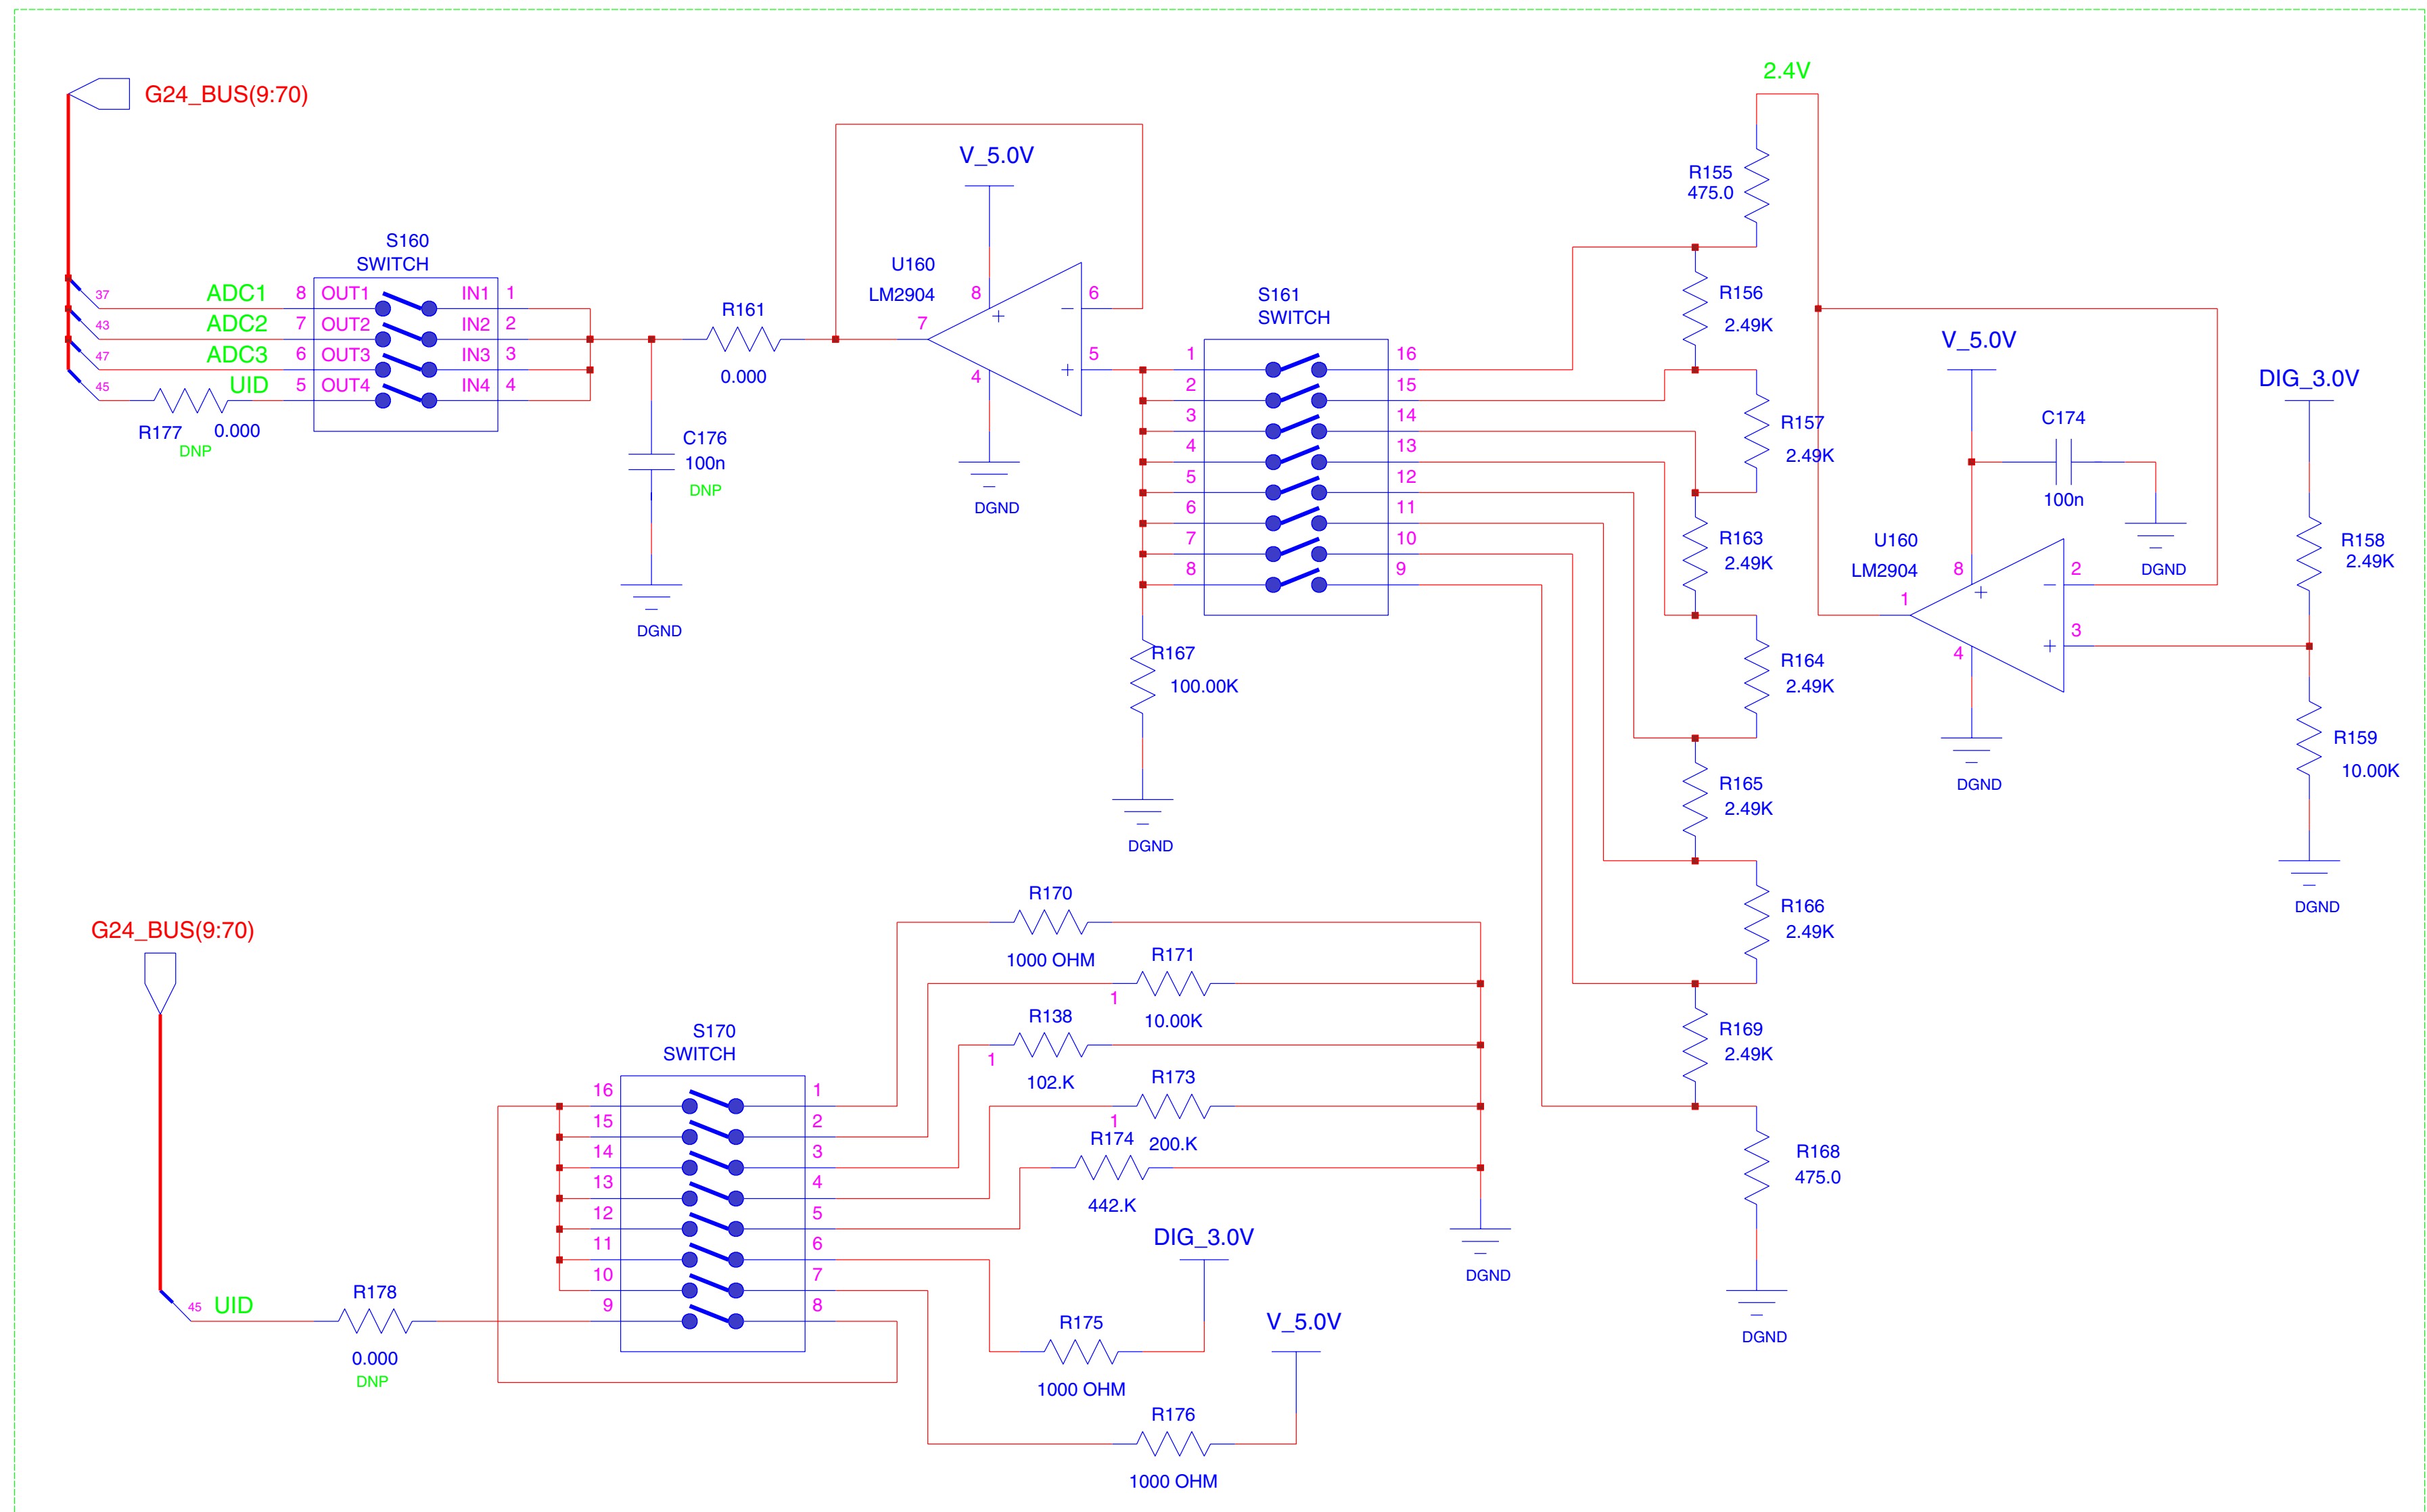 2.4V
G24_BUS(9:70)
V_5.0V
R155
475.0
S160
SWITCH
U160
LM2904
R156
2.49K
S161
SWITCH
R161
0.000
37
ADC1
8
OUT1
IN1
1
43
ADC2
7
OUT2
IN2
2
47
ADC3
6
OUT3
IN3
3
45
UID
5
OUT4
IN4
4
R177
0.000
DNP
C176
100n
DNP
DGND
8
+
7
4
6
−
5
+
DGND
1
16
2
15
3
14
4
13
5
12
6
11
7
10
8
9
R167
100.00K
DGND
R157
2.49K
R163
2.49K
R164
2.49K
R165
2.49K
R166
2.49K
R169
2.49K
R168
475.0
DGND
V_5.0V
C174
100n
DGND
U160
LM2904
8
+
1
4
2
−
3
+
DGND
DIG_3.0V
R158
2.49K
R159
10.00K
DGND
G24_BUS(9:70)
45
UID
R178
0.000
DNP
S170
SWITCH
16
1
15
2
14
3
13
4
12
5
11
6
10
7
9
8
R170
1000 OHM
R171
1
10.00K
R138
1
102.K
R173
1
200.K
R174
442.K
DGND
DIG_3.0V
R175
1000 OHM
V_5.0V
R176
1000 OHM